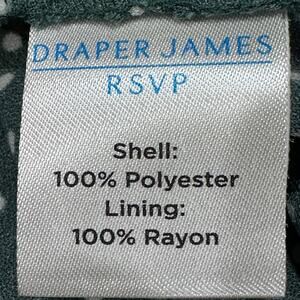 DRAPER JAMES
RSVP
Shell:
100% Polyester
Lining:
100% Rayon